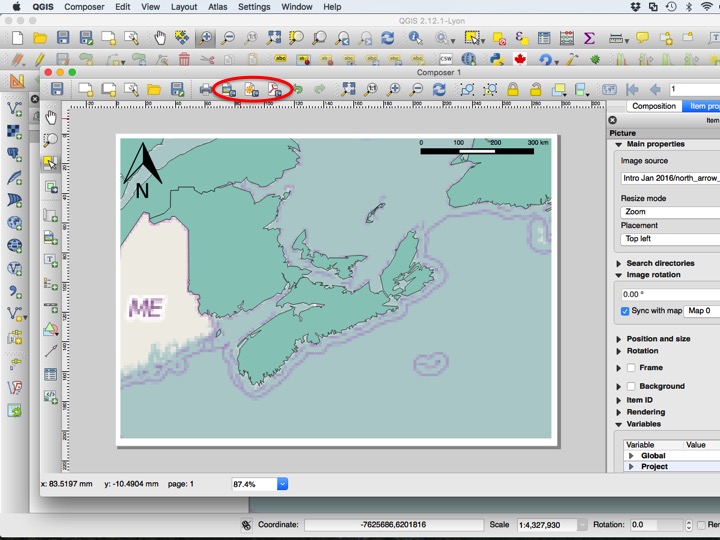 QGIS Composer Edit View Layout Atlas Settings Window Help
QGIS 2.12.1-Lyon
Composer 1
1
Composition Item prop
Item
Picture
Main properties
Image source
Intro Jan 2016/north_arrow_
Resize mode
Zoom
Placement
Top left
Search directories
Image rotation
0.00 °
Sync with map Map 0
Position and size
Rotation
Frame
Background
Item ID
Rendering
Variables
Variable Value
Global
Project
0 100 200 300 km
N
ME
x: 83.5197 mm y: -10.4904 mm page: 1 87.4%
Coordinate: -7625686,6201816 Scale 1:4,327,930 Rotation: 0.0 Ren